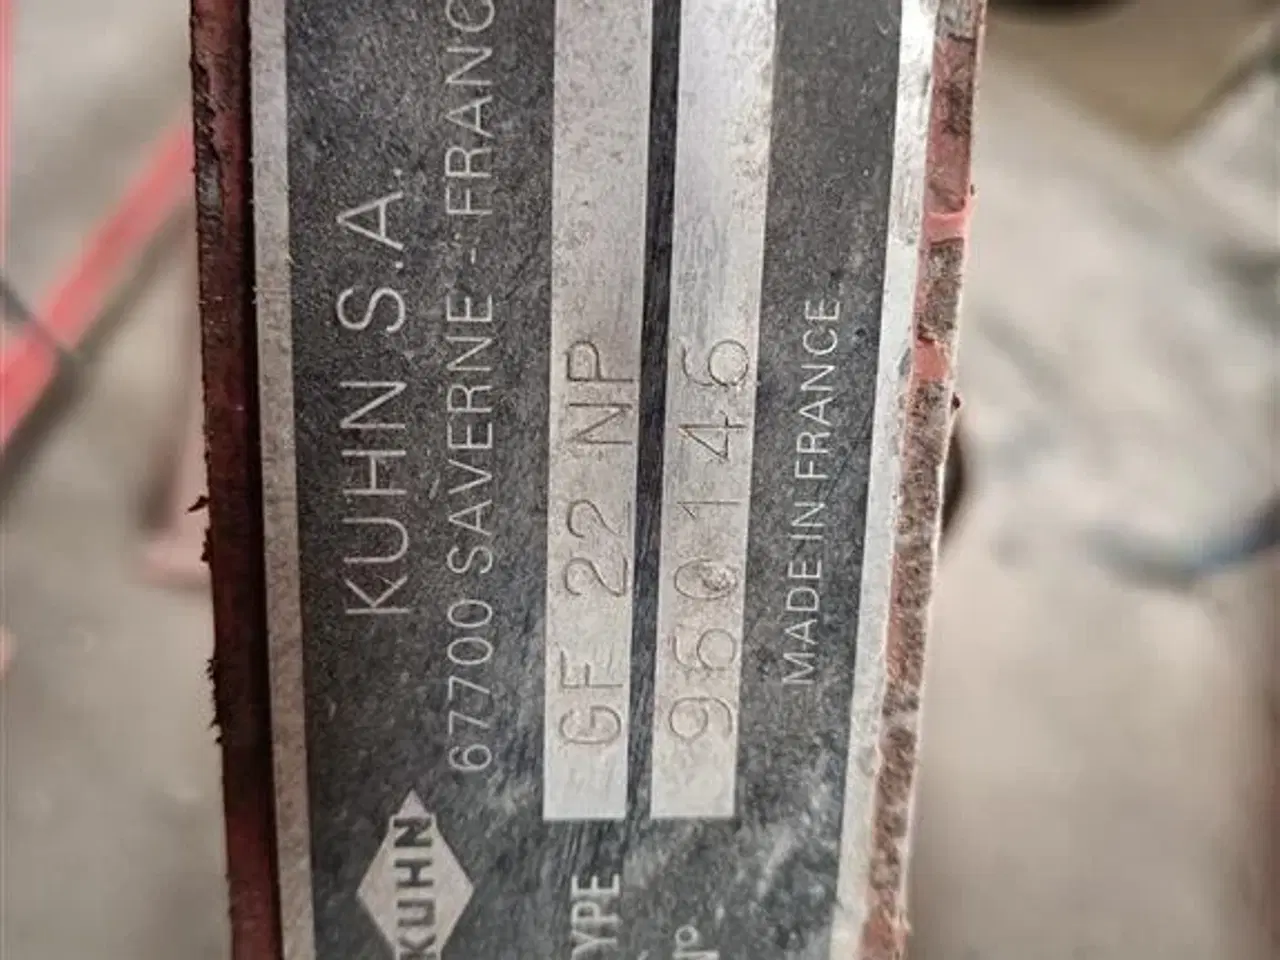 KUHN S.A.
67700 SAVERNE - FRANC
KUHN
YPE GF 22 NP
N° 960146
MADE IN FRANCE